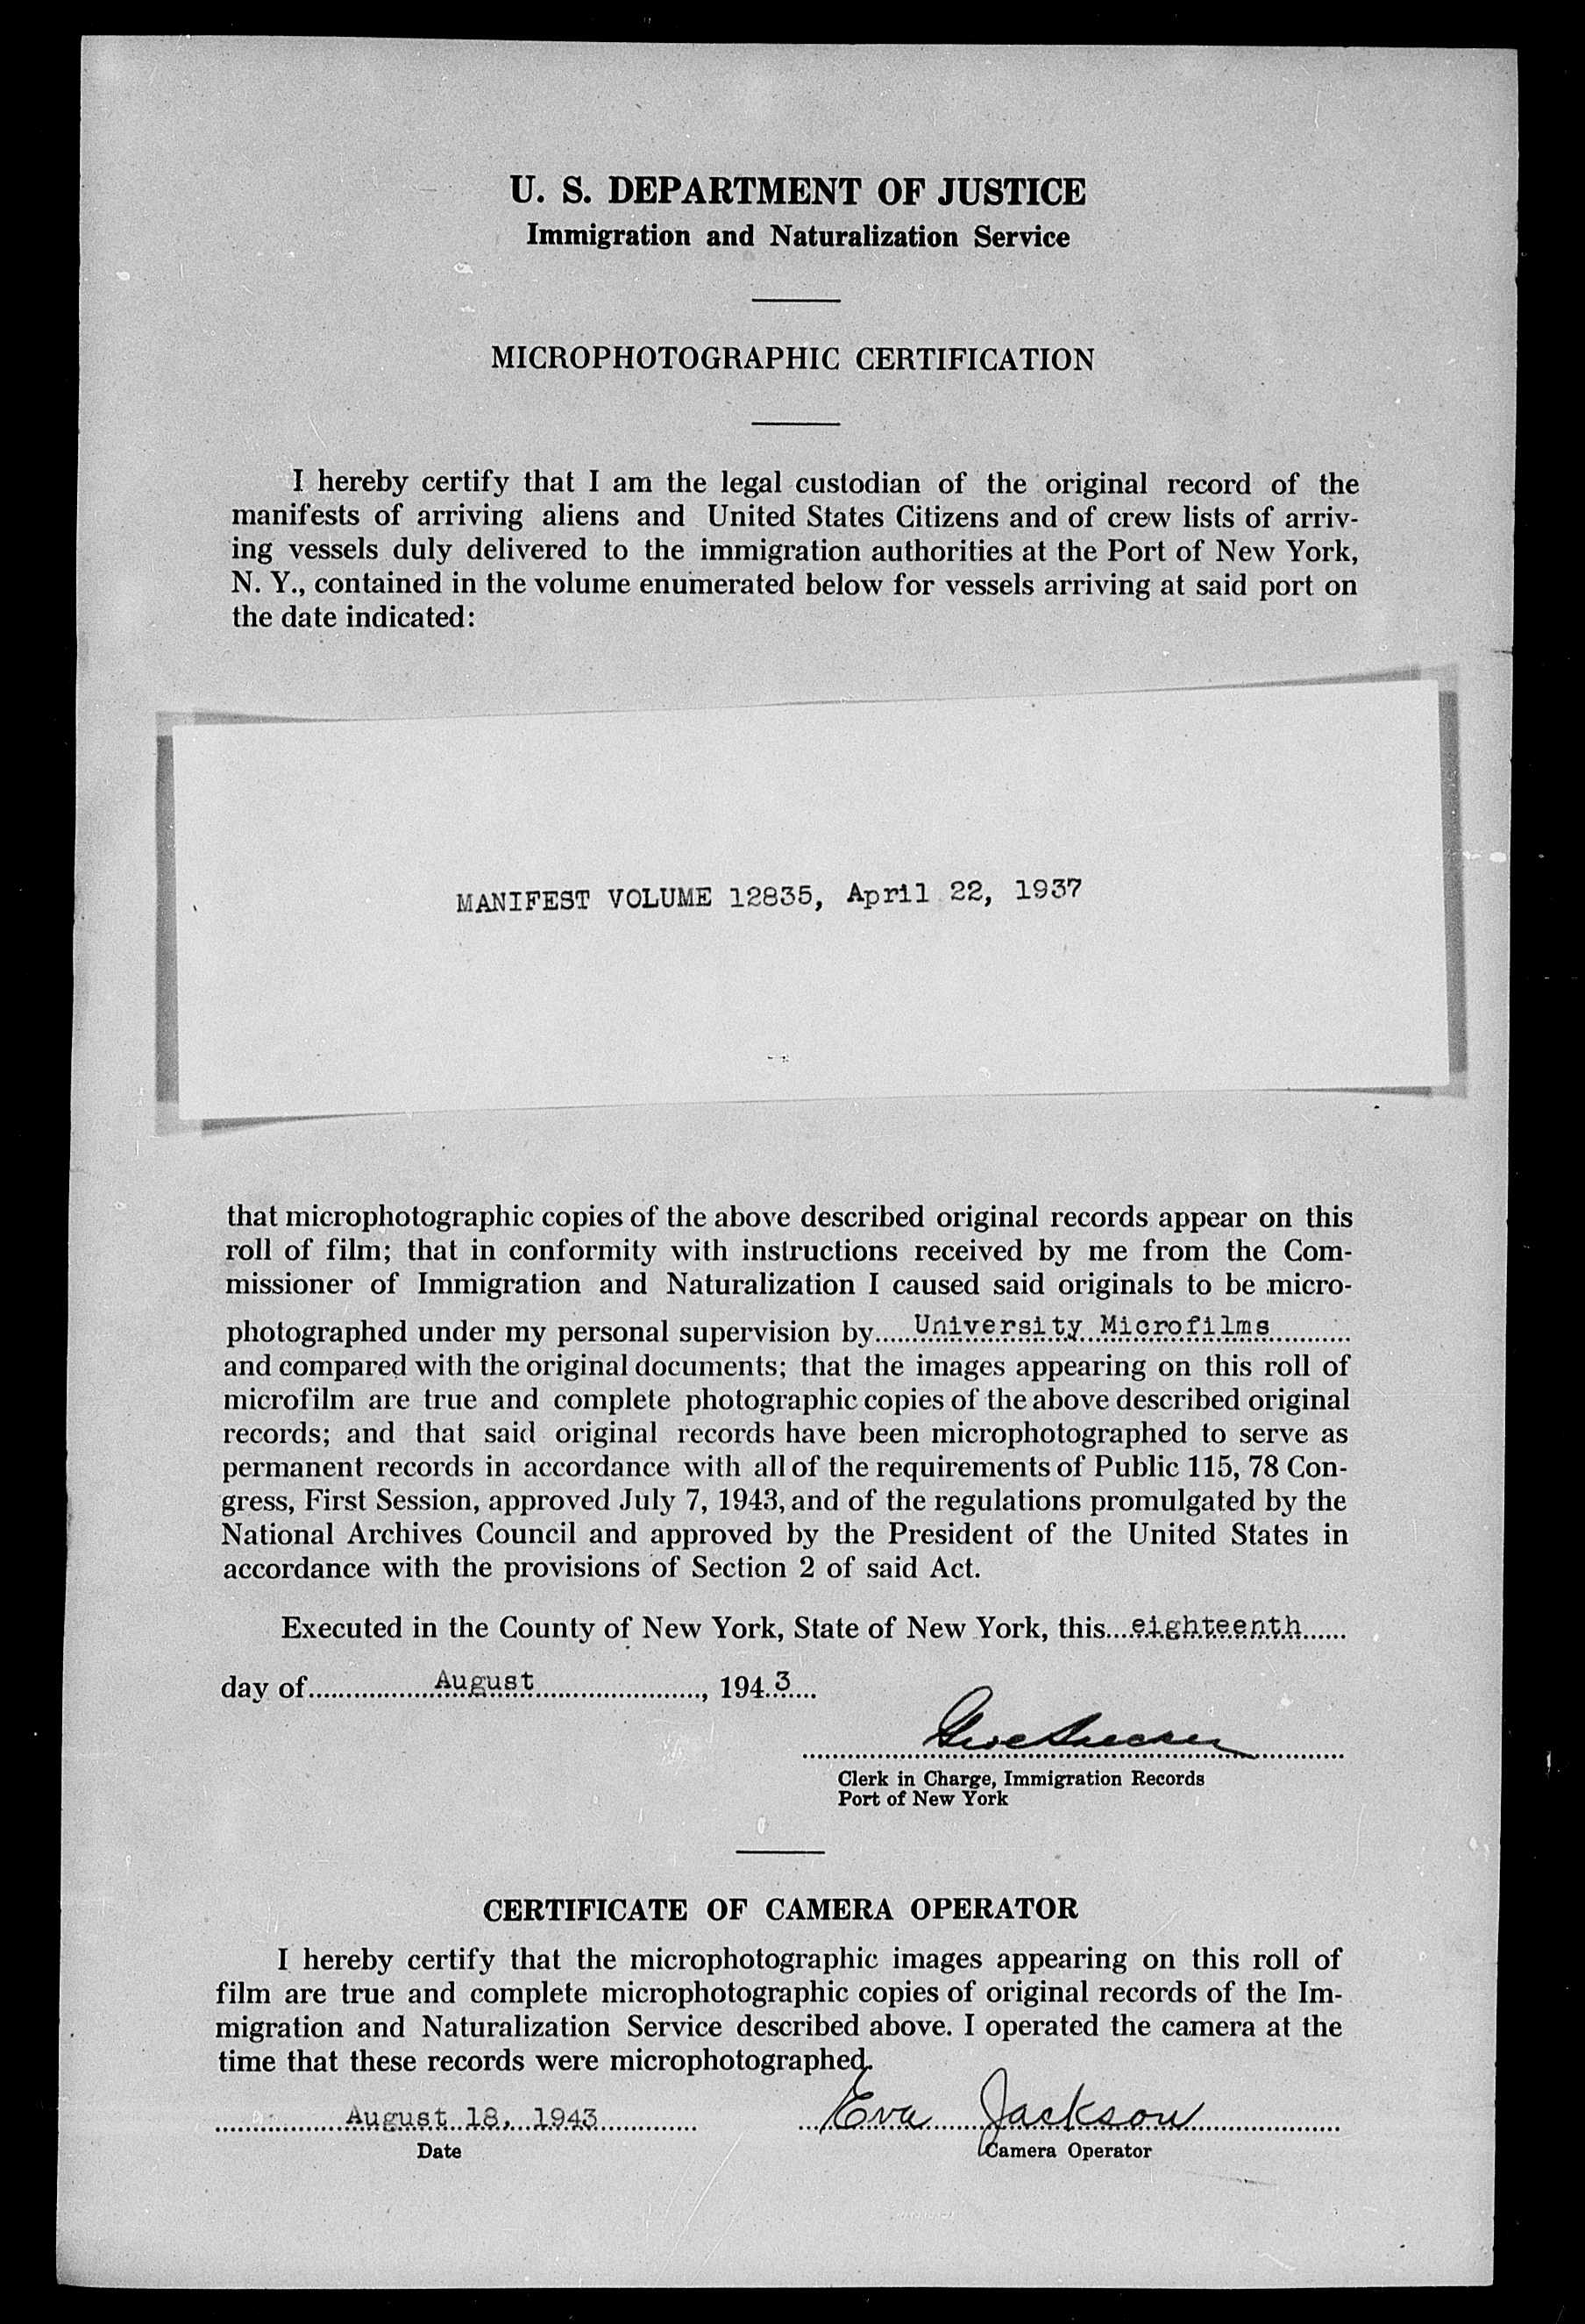 U. S. DEPARTMENT OF JUSTICE
Immigration and Naturalization Service
MICROPHOTOGRAPHIC CERTIFICATION
I hereby certify that I am the legal custodian of the original record of the
manifests of arriving aliens and United States Citizens and of crew lists of arriv-
ing vessels duly delivered to the immigration authorities at the Port of New York,
N. Y., contained in the volume enumerated below for vessels arriving at said port on
the date indicated:
MANIFEST VOLUME 12835, April 22, 1937
that microphotographic copies of the above described original records appear on this
roll of film; that in conformity with instructions received by me from the Com-
missioner of Immigration and Naturalization I caused said originals to be micro-
photographed under my personal supervision by.....University Microfilms..........
and compared with the original documents; that the images appearing on this roll of
microfilm are true and complete photographic copies of the above described original
records; and that said original records have been microphotographed to serve as
permanent records in accordance with all of the requirements of Public 115, 78 Con-
gress, First Session, approved July 7, 1943, and of the regulations promulgated by the
National Archives Council and approved by the President of the United States in
accordance with the provisions of Section 2 of said Act.
Executed in the County of New York, State of New York, this....eighteenth......
day of.................August......................., 194.3....
Clerk in Charge, Immigration Records
Port of New York
CERTIFICATE OF CAMERA OPERATOR
I hereby certify that the microphotographic images appearing on this roll of
film are true and complete microphotographic copies of original records of the Im-
migration and Naturalization Service described above. I operated the camera at the
time that these records were microphotographed.
August 18, 1943 Eva Jackson
Date Camera Operator